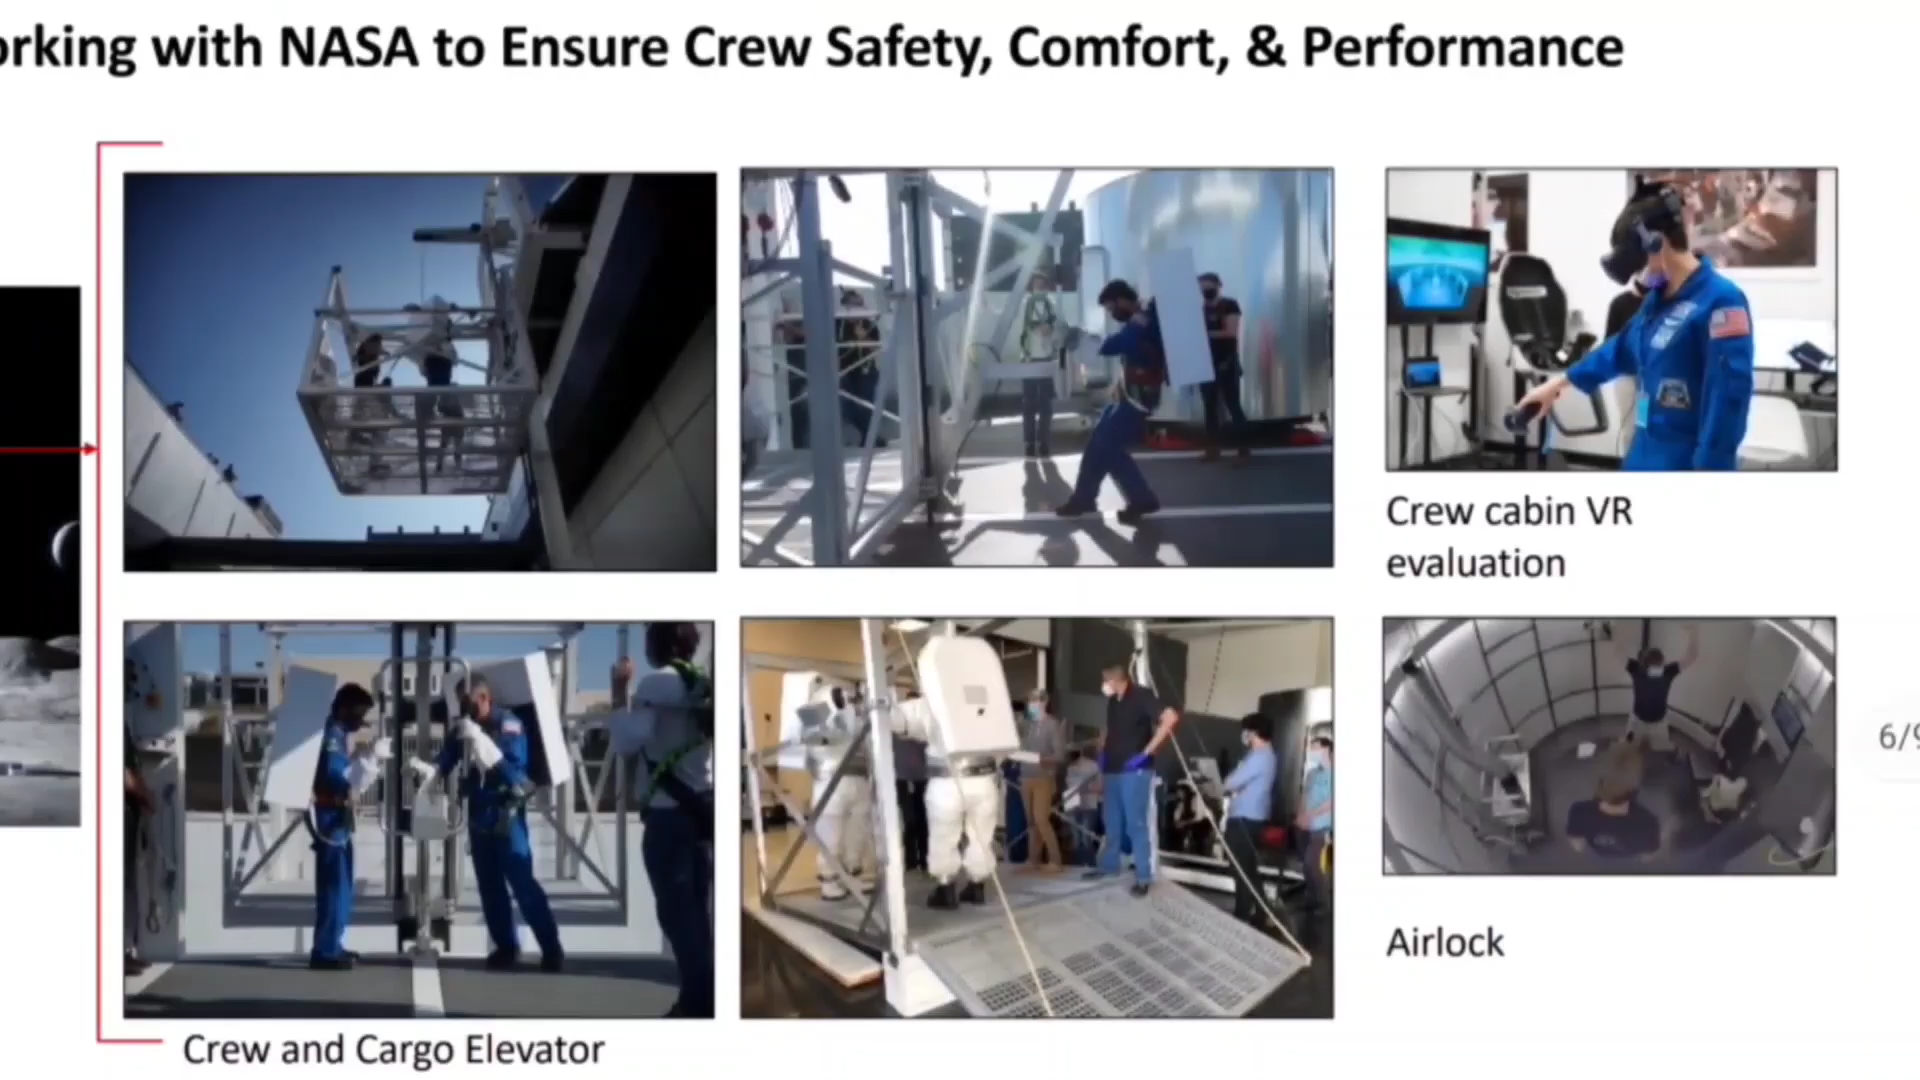 orking with NASA to Ensure Crew Safety, Comfort, & Performance
Crew cabin VR
evaluation
6/9
Airlock
Crew and Cargo Elevator